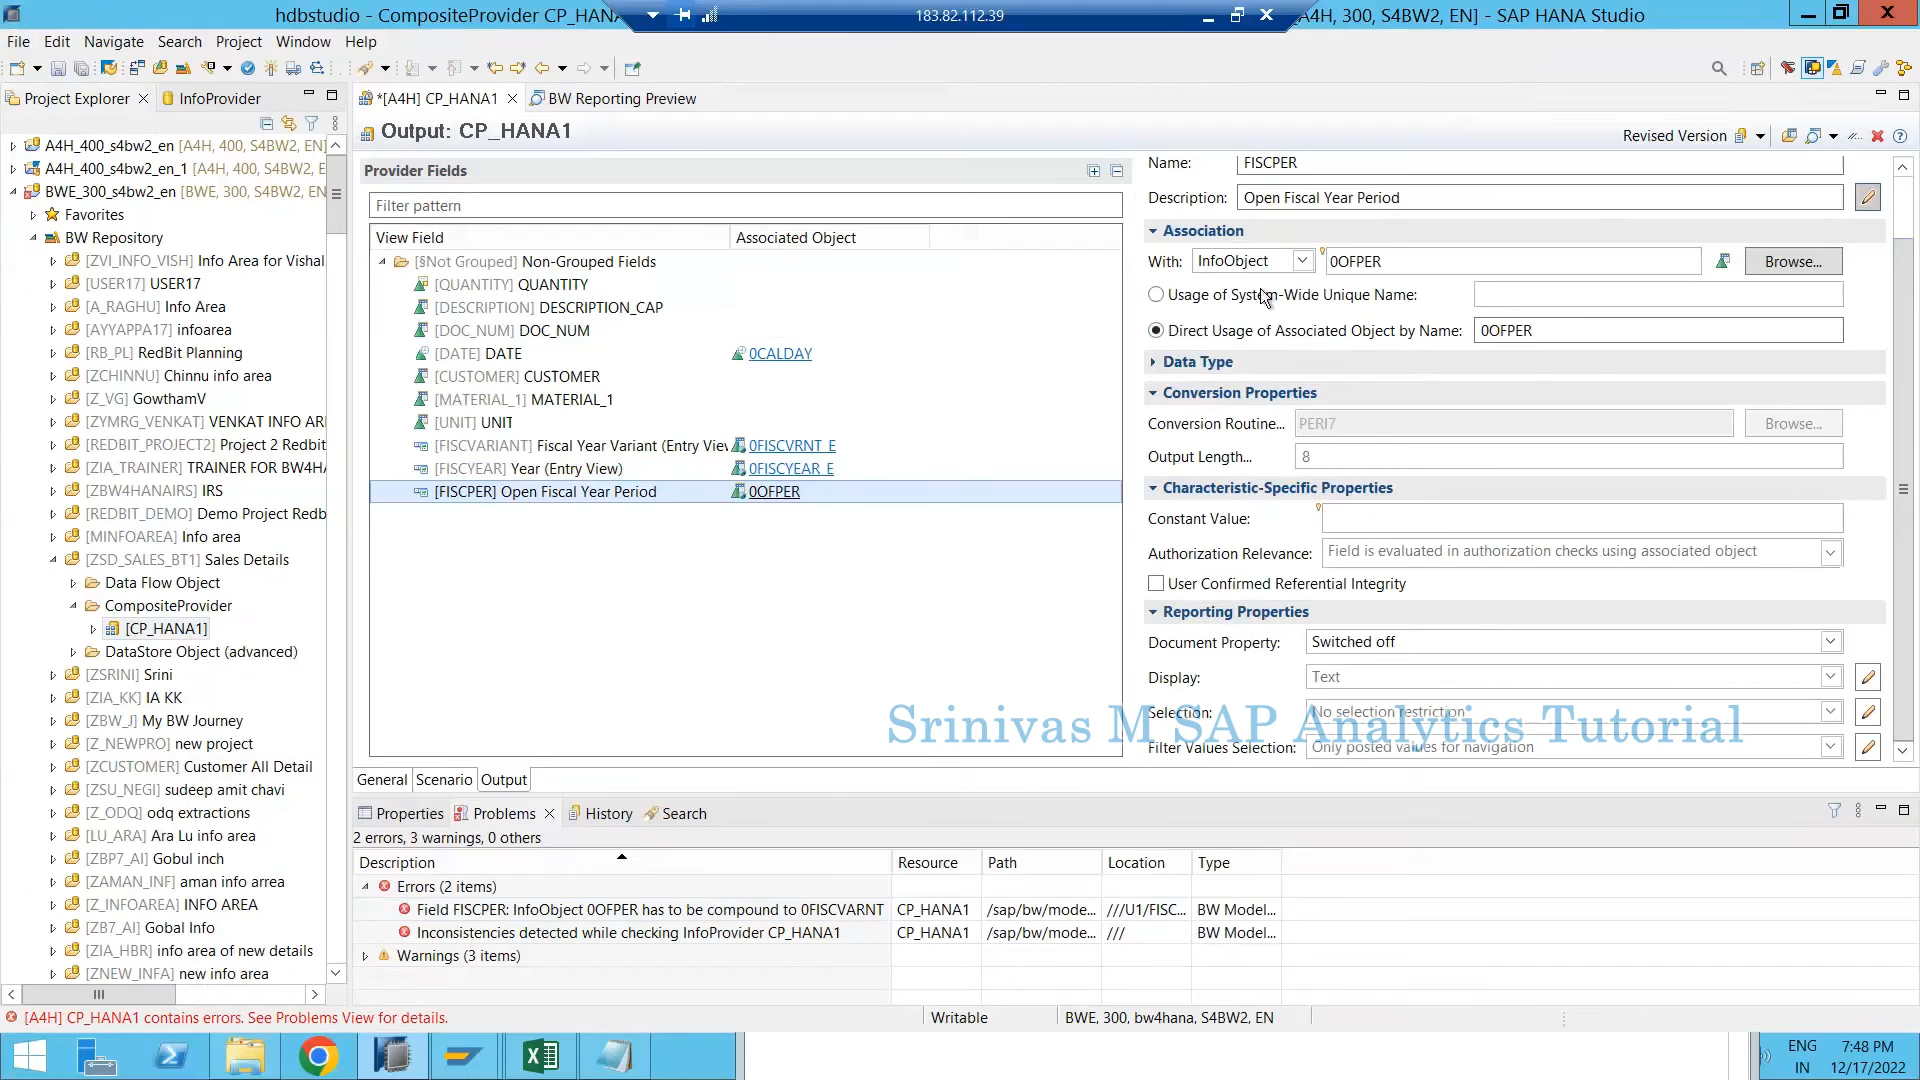 hdbstudio - CompositeProvider CP_HANA
183.82.112.39
[A4H, 300, S4BW2, EN] - SAP HANA Studio
File Edit Navigate Search Project Window Help
Project Explorer InfoProvider
*[A4H] CP_HANA1 BW Reporting Preview
Output: CP_HANA1
Revised Version
A4H_400_s4bw2_en [A4H, 400, S4BW2, EN]
A4H_400_s4bw2_en_1 [A4H, 400, S4BW2, E
BWE_300_s4bw2_en [BWE, 300, S4BW2, EN
Favorites
BW Repository
[ZVI_INFO_VISH] Info Area for Vishal
[USER17] USER17
[A_RAGHU] Info Area
[AYYAPPA17] infoarea
[RB_PL] RedBit Planning
[ZCHINNU] Chinnu info area
[Z_VG] GowthamV
[ZYMRG_VENKAT] VENKAT INFO AR
[REDBIT_PROJECT2] Project 2 Redbit
[ZIA_TRAINER] TRAINER FOR BW4HA
[ZBW4HANAIRS] IRS
[REDBIT_DEMO] Demo Project Redb
[MINFOAREA] Info area
[ZSD_SALES_BT1] Sales Details
Data Flow Object
CompositeProvider
[CP_HANA1]
DataStore Object (advanced)
[ZSRINI] Srini
[ZIA_KK] IA KK
[ZBW_J] My BW Journey
[Z_NEWPRO] new project
[ZCUSTOMER] Customer All Detail
[ZSU_NEGI] sudeep amit chavi
[Z_ODQ] odq extractions
[LU_ARA] Ara Lu info area
[ZBP7_AI] Gobul inch
[ZAMAN_INF] aman info arrea
[Z_INFOAREA] INFO AREA
[ZB7_AI] Gobal Info
[ZIA_HBR] info area of new details
[ZNEW_INFA] new info area
Provider Fields
Filter pattern
View Field Associated Object
[§Not Grouped] Non-Grouped Fields
[QUANTITY] QUANTITY
[DESCRIPTION] DESCRIPTION_CAP
[DOC_NUM] DOC_NUM
[DATE] DATE 0CALDAY
[CUSTOMER] CUSTOMER
[MATERIAL_1] MATERIAL_1
[UNIT] UNIT
[FISCVARIANT] Fiscal Year Variant (Entry Viev 0FISCVRNT_E
[FISCYEAR] Year (Entry View) 0FISCYEAR_E
[FISCPER] Open Fiscal Year Period 0OFPER
Name: FISCPER
Description: Open Fiscal Year Period
Association
With: InfoObject 0OFPER Browse...
Usage of System-Wide Unique Name:
Direct Usage of Associated Object by Name: 0OFPER
Data Type
Conversion Properties
Conversion Routine... PERI7 Browse...
Output Length... 8
Characteristic-Specific Properties
Constant Value:
Authorization Relevance: Field is evaluated in authorization checks using associated object
User Confirmed Referential Integrity
Reporting Properties
Document Property: Switched off
Display: Text
Selection: No selection restriction
Filter Values Selection: Only posted values for navigation
Srinivas M SAP Analytics Tutorial
General Scenario Output
Properties Problems History Search
2 errors, 3 warnings, 0 others
Description Resource Path Location Type
Errors (2 items)
Field FISCPER: InfoObject 0OFPER has to be compound to 0FISCVARNT CP_HANA1 /sap/bw/mode... ///U1/FISC... BW Model...
Inconsistencies detected while checking InfoProvider CP_HANA1 CP_HANA1 /sap/bw/mode... /// BW Model...
Warnings (3 items)
[A4H] CP_HANA1 contains errors. See Problems View for details.
Writable BWE, 300, bw4hana, S4BW2, EN
ENG 7:48 PM
IN 12/17/2022